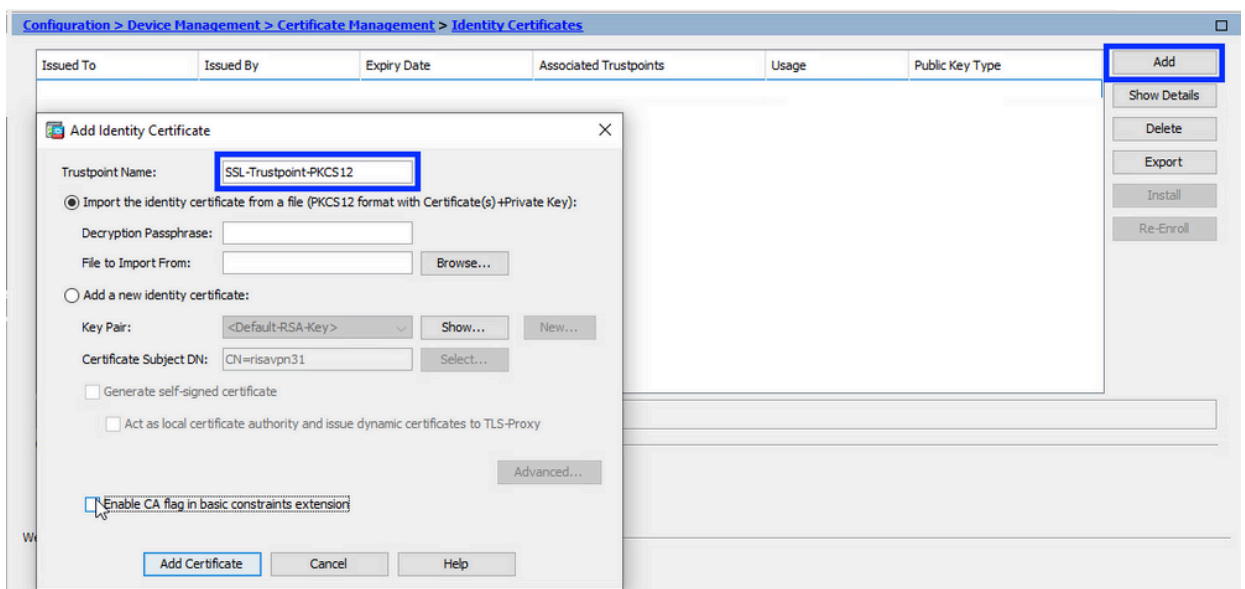 Configuration > Device Management > Certificate Management > Identity Certificates
Issued To Issued By Expiry Date Associated Trustpoints Usage Public Key Type
Add
Show Details
Delete
Export
Install
Re-Enroll
Add Identity Certificate
Trustpoint Name: SSL-Trustpoint-PKCS12
Import the identity certificate from a file (PKCS12 format with Certificate(s)+Private Key):
Decryption Passphrase:
File to Import From: Browse...
Add a new identity certificate:
Key Pair: <Default-RSA-Key> Show... New...
Certificate Subject DN: CN=risavpn31 Select...
Generate self-signed certificate
Act as local certificate authority and issue dynamic certificates to TLS-Proxy
Advanced...
Enable CA flag in basic constraints extension
Add Certificate Cancel Help